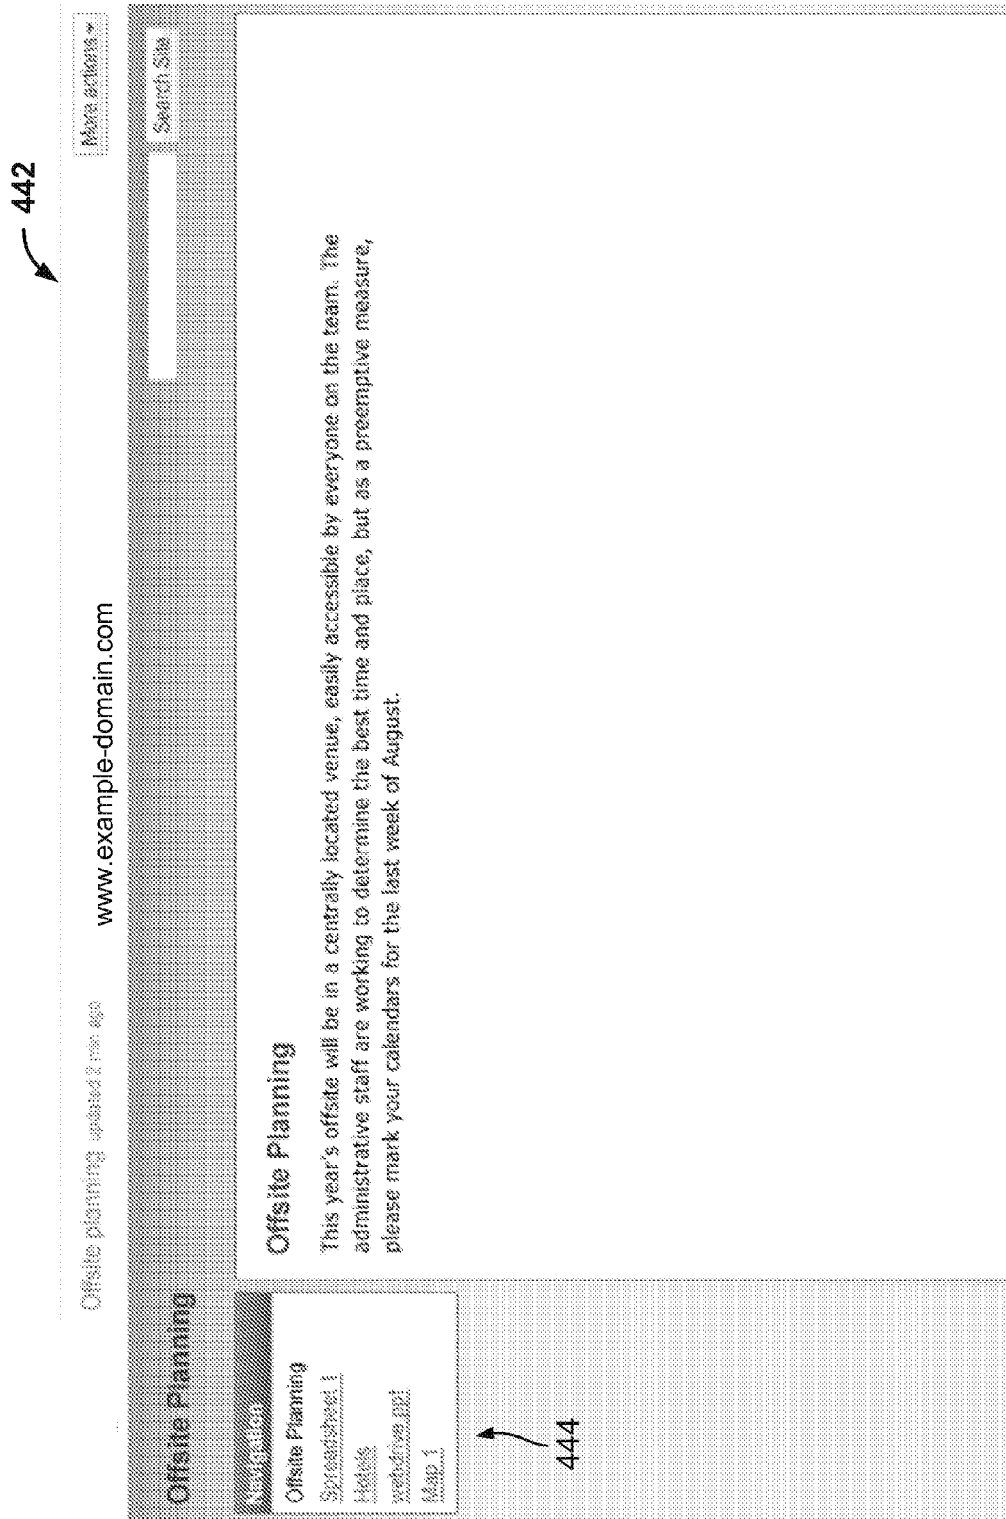 442
Offsite planning updated 2 min ago
www.example-domain.com
More actions
Offsite Planning
Search Site
Navigation
Offsite Planning
Spreadsheet 1
Hotels
webdrive.ppt
Map 1
444
Offsite Planning
This year's offsite will be in a centrally located venue, easily accessible by everyone on the team. The
administrative staff are working to determine the best time and place, but as a preemptive measure,
please mark your calendars for the last week of August.